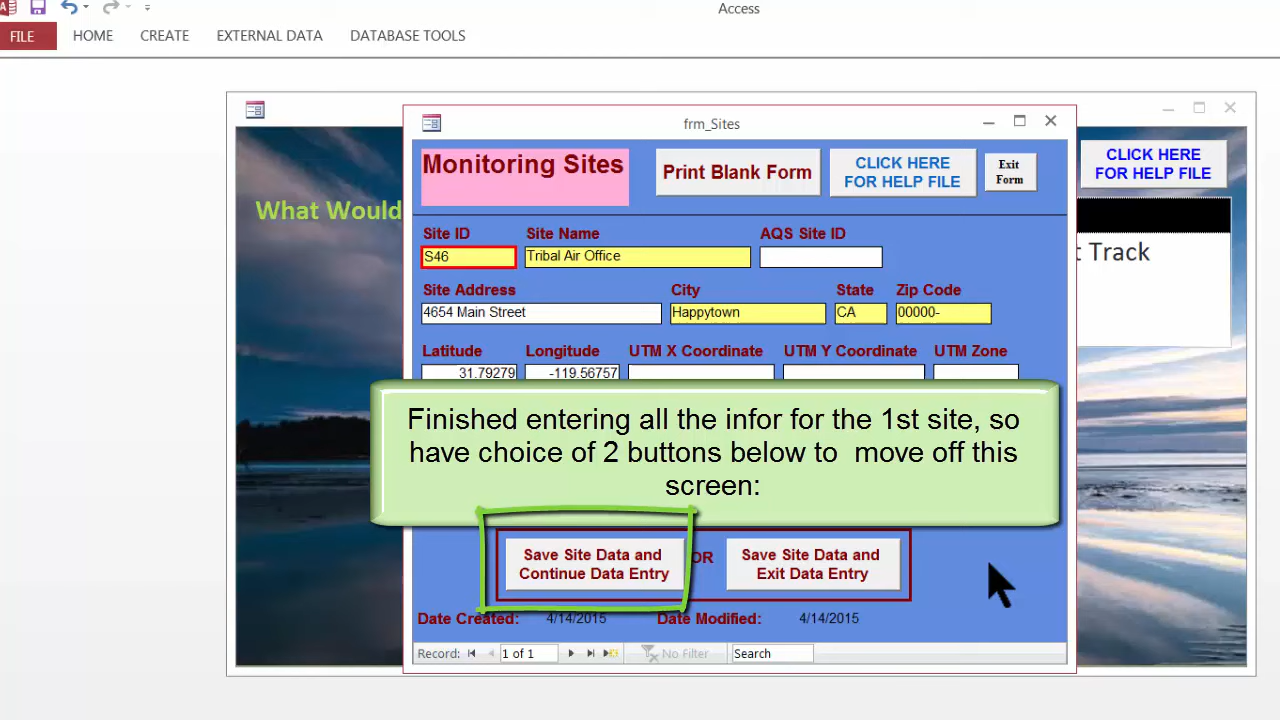 Access
FILE HOME CREATE EXTERNAL DATA DATABASE TOOLS
frm_Sites
Monitoring Sites
Print Blank Form
CLICK HERE
FOR HELP FILE
Exit
Form
CLICK HERE
FOR HELP FILE
What Would
t Track
Site ID Site Name AQS Site ID
S46 Tribal Air Office
Site Address City State Zip Code
4654 Main Street Happytown CA 00000-
Latitude Longitude UTM X Coordinate UTM Y Coordinate UTM Zone
31.79279 -119.56757
Finished entering all the infor for the 1st site, so
have choice of 2 buttons below to move off this
screen:
Save Site Data and
Continue Data Entry
OR
Save Site Data and
Exit Data Entry
Date Created: 4/14/2015 Date Modified: 4/14/2015
Record: 1 of 1 No Filter Search